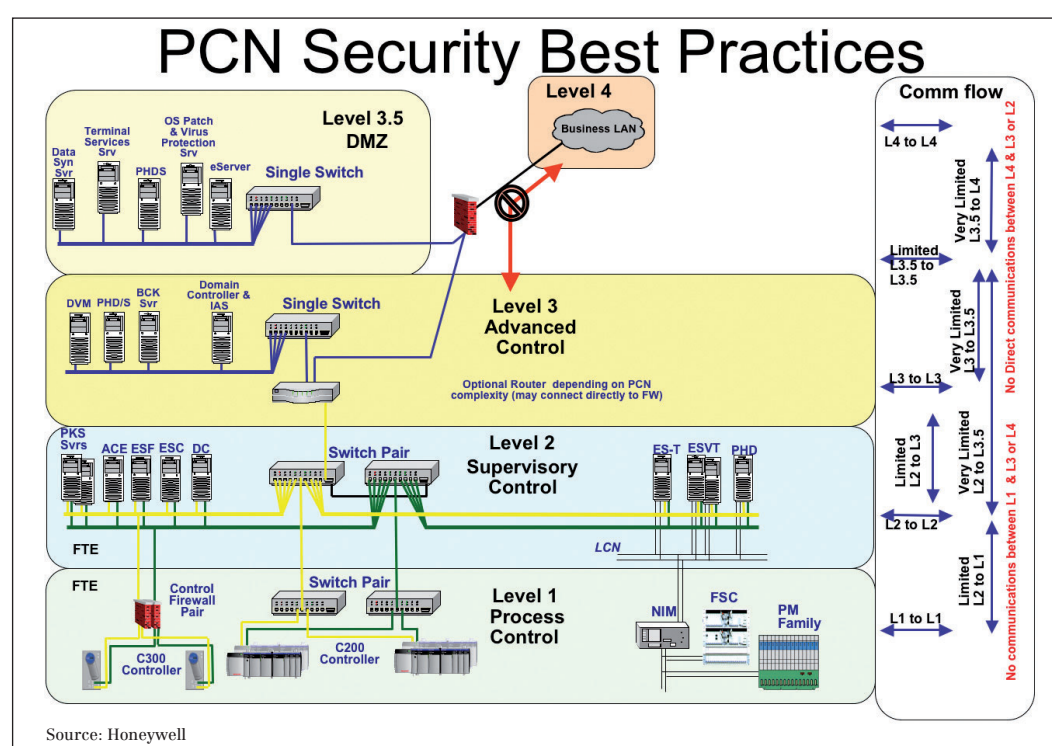 PCN Security Best Practices
Level 3.5
DMZ
Data
Syn
Svr
Terminal
Services
Srv
PHDS
OS Patch
& Virus
Protection
Srv
eServer
Single Switch
Level 4
Business LAN
Level 3
Advanced
Control
DVM
PHD/S
BCK
Svr
Domain
Controller &
IAS
Single Switch
Optional Router depending on PCN
complexity (may connect directly to FW)
Level 2
Supervisory
Control
PKS
Svrs
ACE
ESF
ESC
DC
Switch Pair
ES-T
ESVT
PHD
FTE
LCN
Level 1
Process
Control
FTE
Control
Firewall
Pair
Switch Pair
C300
Controller
C200
Controller
NIM
FSC
PM
Family
Comm flow
L4 to L4
Very Limited
L3.5 to L4
Limited
L3.5 to
L3.5
Very Limited
L3 to L3.5
L3 to L3
Limited
L2 to L3
Very Limited
L2 to L3.5
L2 to L2
Limited
L2 to L1
L1 to L1
No Direct communications between L4 & L3 or L2
No communications between L1 & L3 or L4
Source: Honeywell